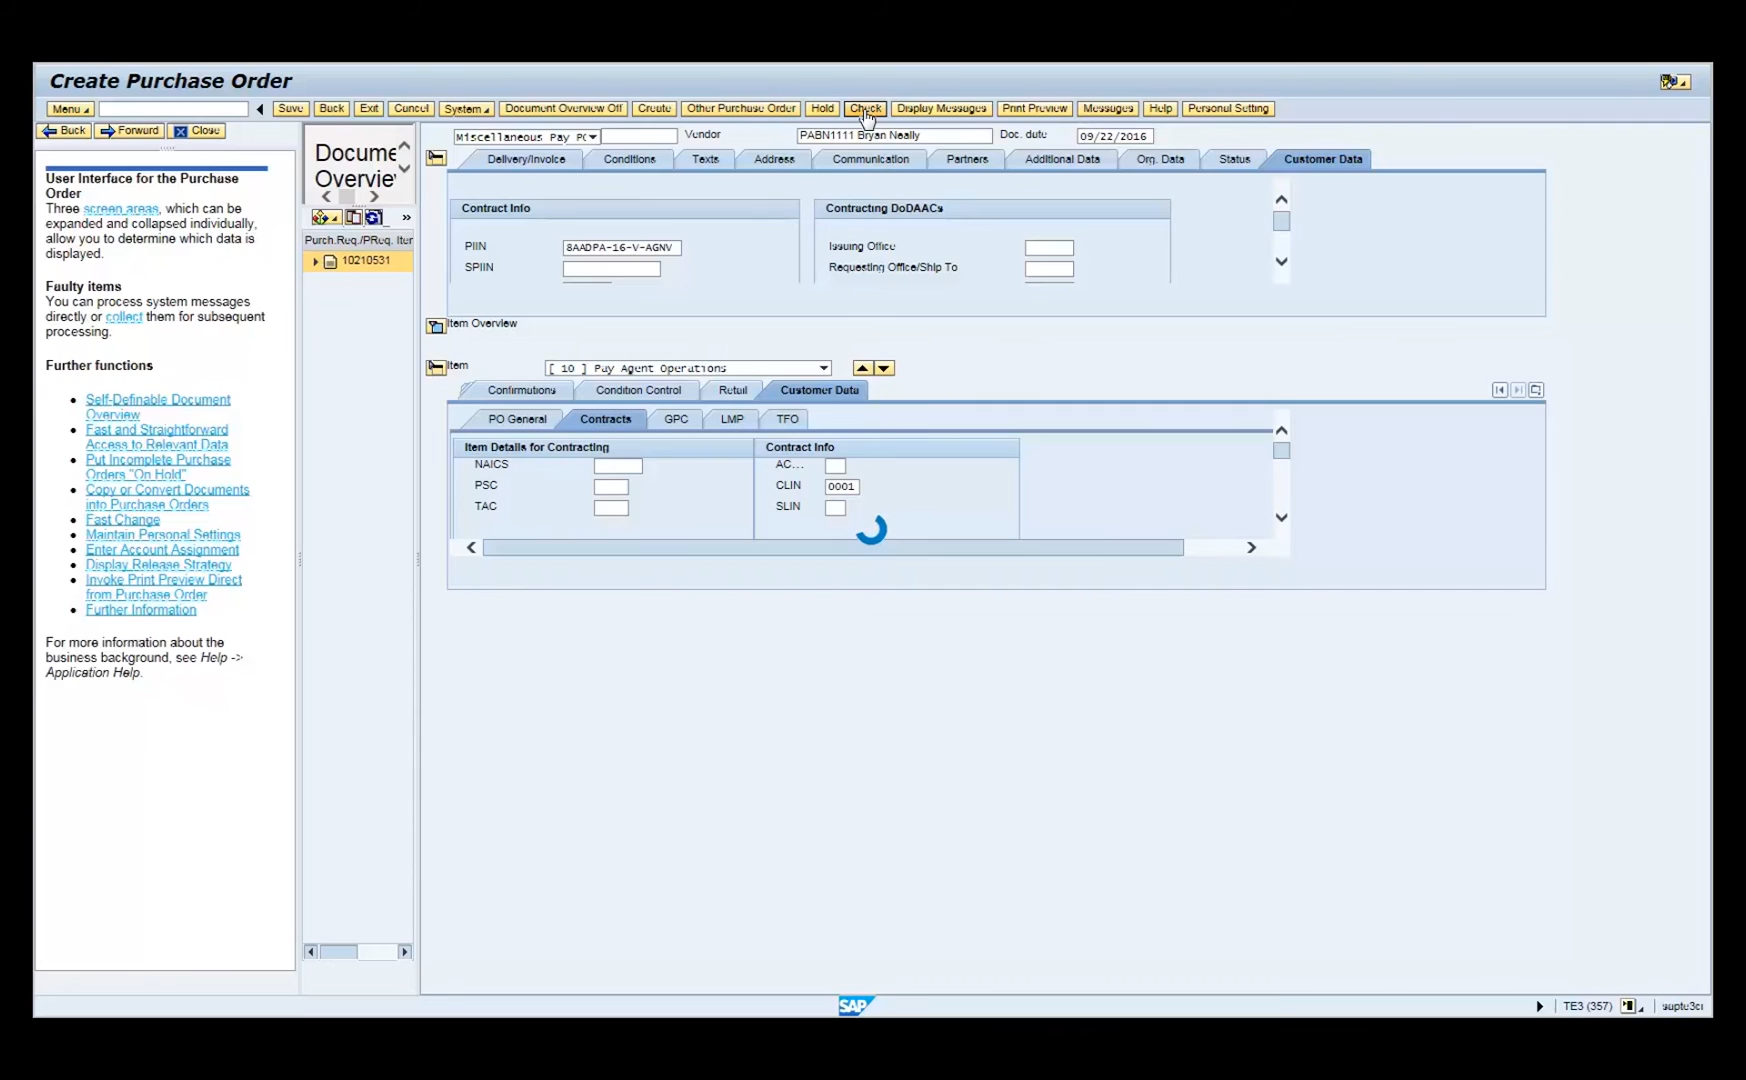 Create Purchase Order
Menu Save Back Exit Cancel System Document Overview Off Create Other Purchase Order Hold Check Display Messages Print Preview Messages Help Personal Setting
Back Forward Close
User Interface for the Purchase
Order
Three screen areas, which can be
expanded and collapsed individually,
allow you to determine which data is
displayed.
Faulty items
You can process system messages
directly or collect them for subsequent
processing.
Further functions
Self-Definable Document
Overview
Fast and Straightforward
Access to Relevant Data
Put Incomplete Purchase
Orders "On Hold"
Copy or Convert Documents
into Purchase Orders
Fast Change
Maintain Personal Settings
Enter Account Assignment
Display Release Strategy
Invoke Print Preview Direct
from Purchase Order
Further Information
For more information about the
business background, see Help ->
Application Help.
Docume
Overvie
Purch.Req./PReq. Iter
10210531
Miscellaneous Pay PO Vendor PABN1111 Bryan Neally Doc. date 09/22/2016
Delivery/Invoice Conditions Texts Address Communication Partners Additional Data Org. Data Status Customer Data
Contract Info Contracting DoDAACs
PIIN 8AADPA-16-V-AGNV Issuing Office
SPIIN Requesting Office/Ship To
Item Overview
Item [ 10 ] Pay Agent Operations
Confirmations Condition Control Retail Customer Data
PO General Contracts GPC LMP TFO
Item Details for Contracting Contract Info
NAICS AC...
PSC CLIN 0001
TAC SLIN
SAP TE3 (357) sapte3ci